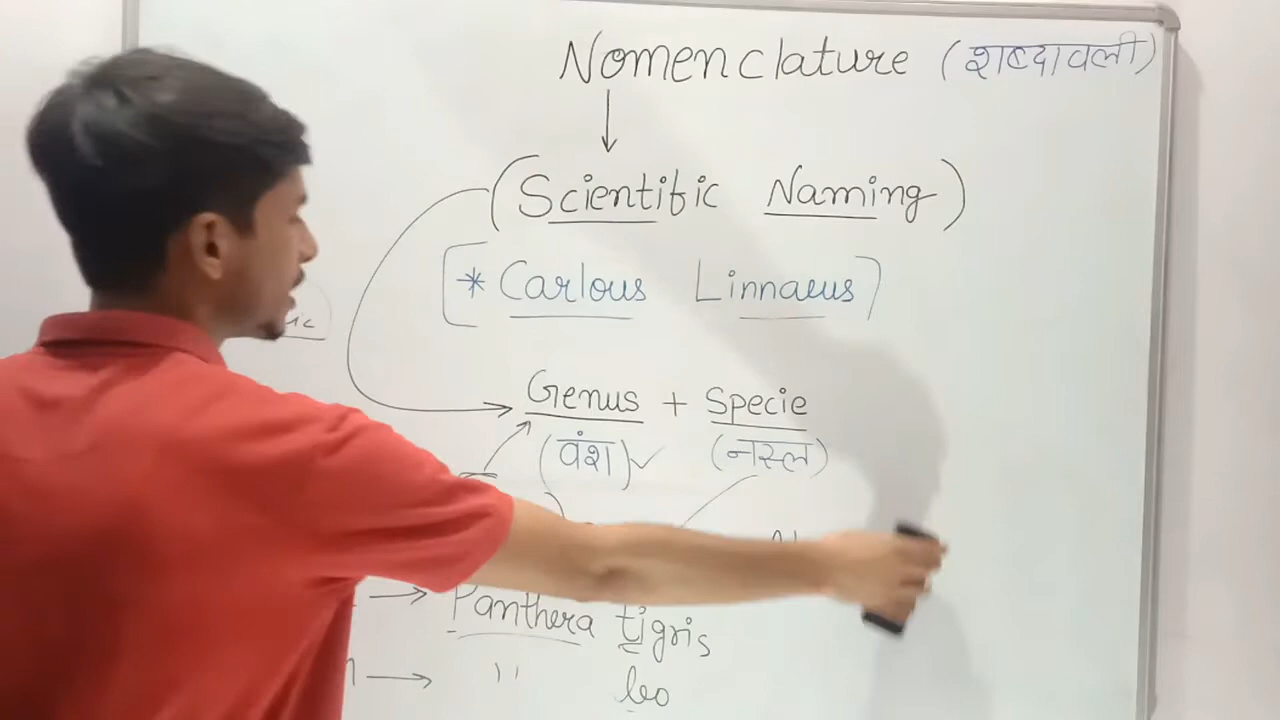 Nomenclature (शब्दावली)
(Scientific Naming)
[* Carlous Linnaeus]
Genus + Specie
(वंश) ✓ (नस्ल)
→ Panthera tigris
→ " leo